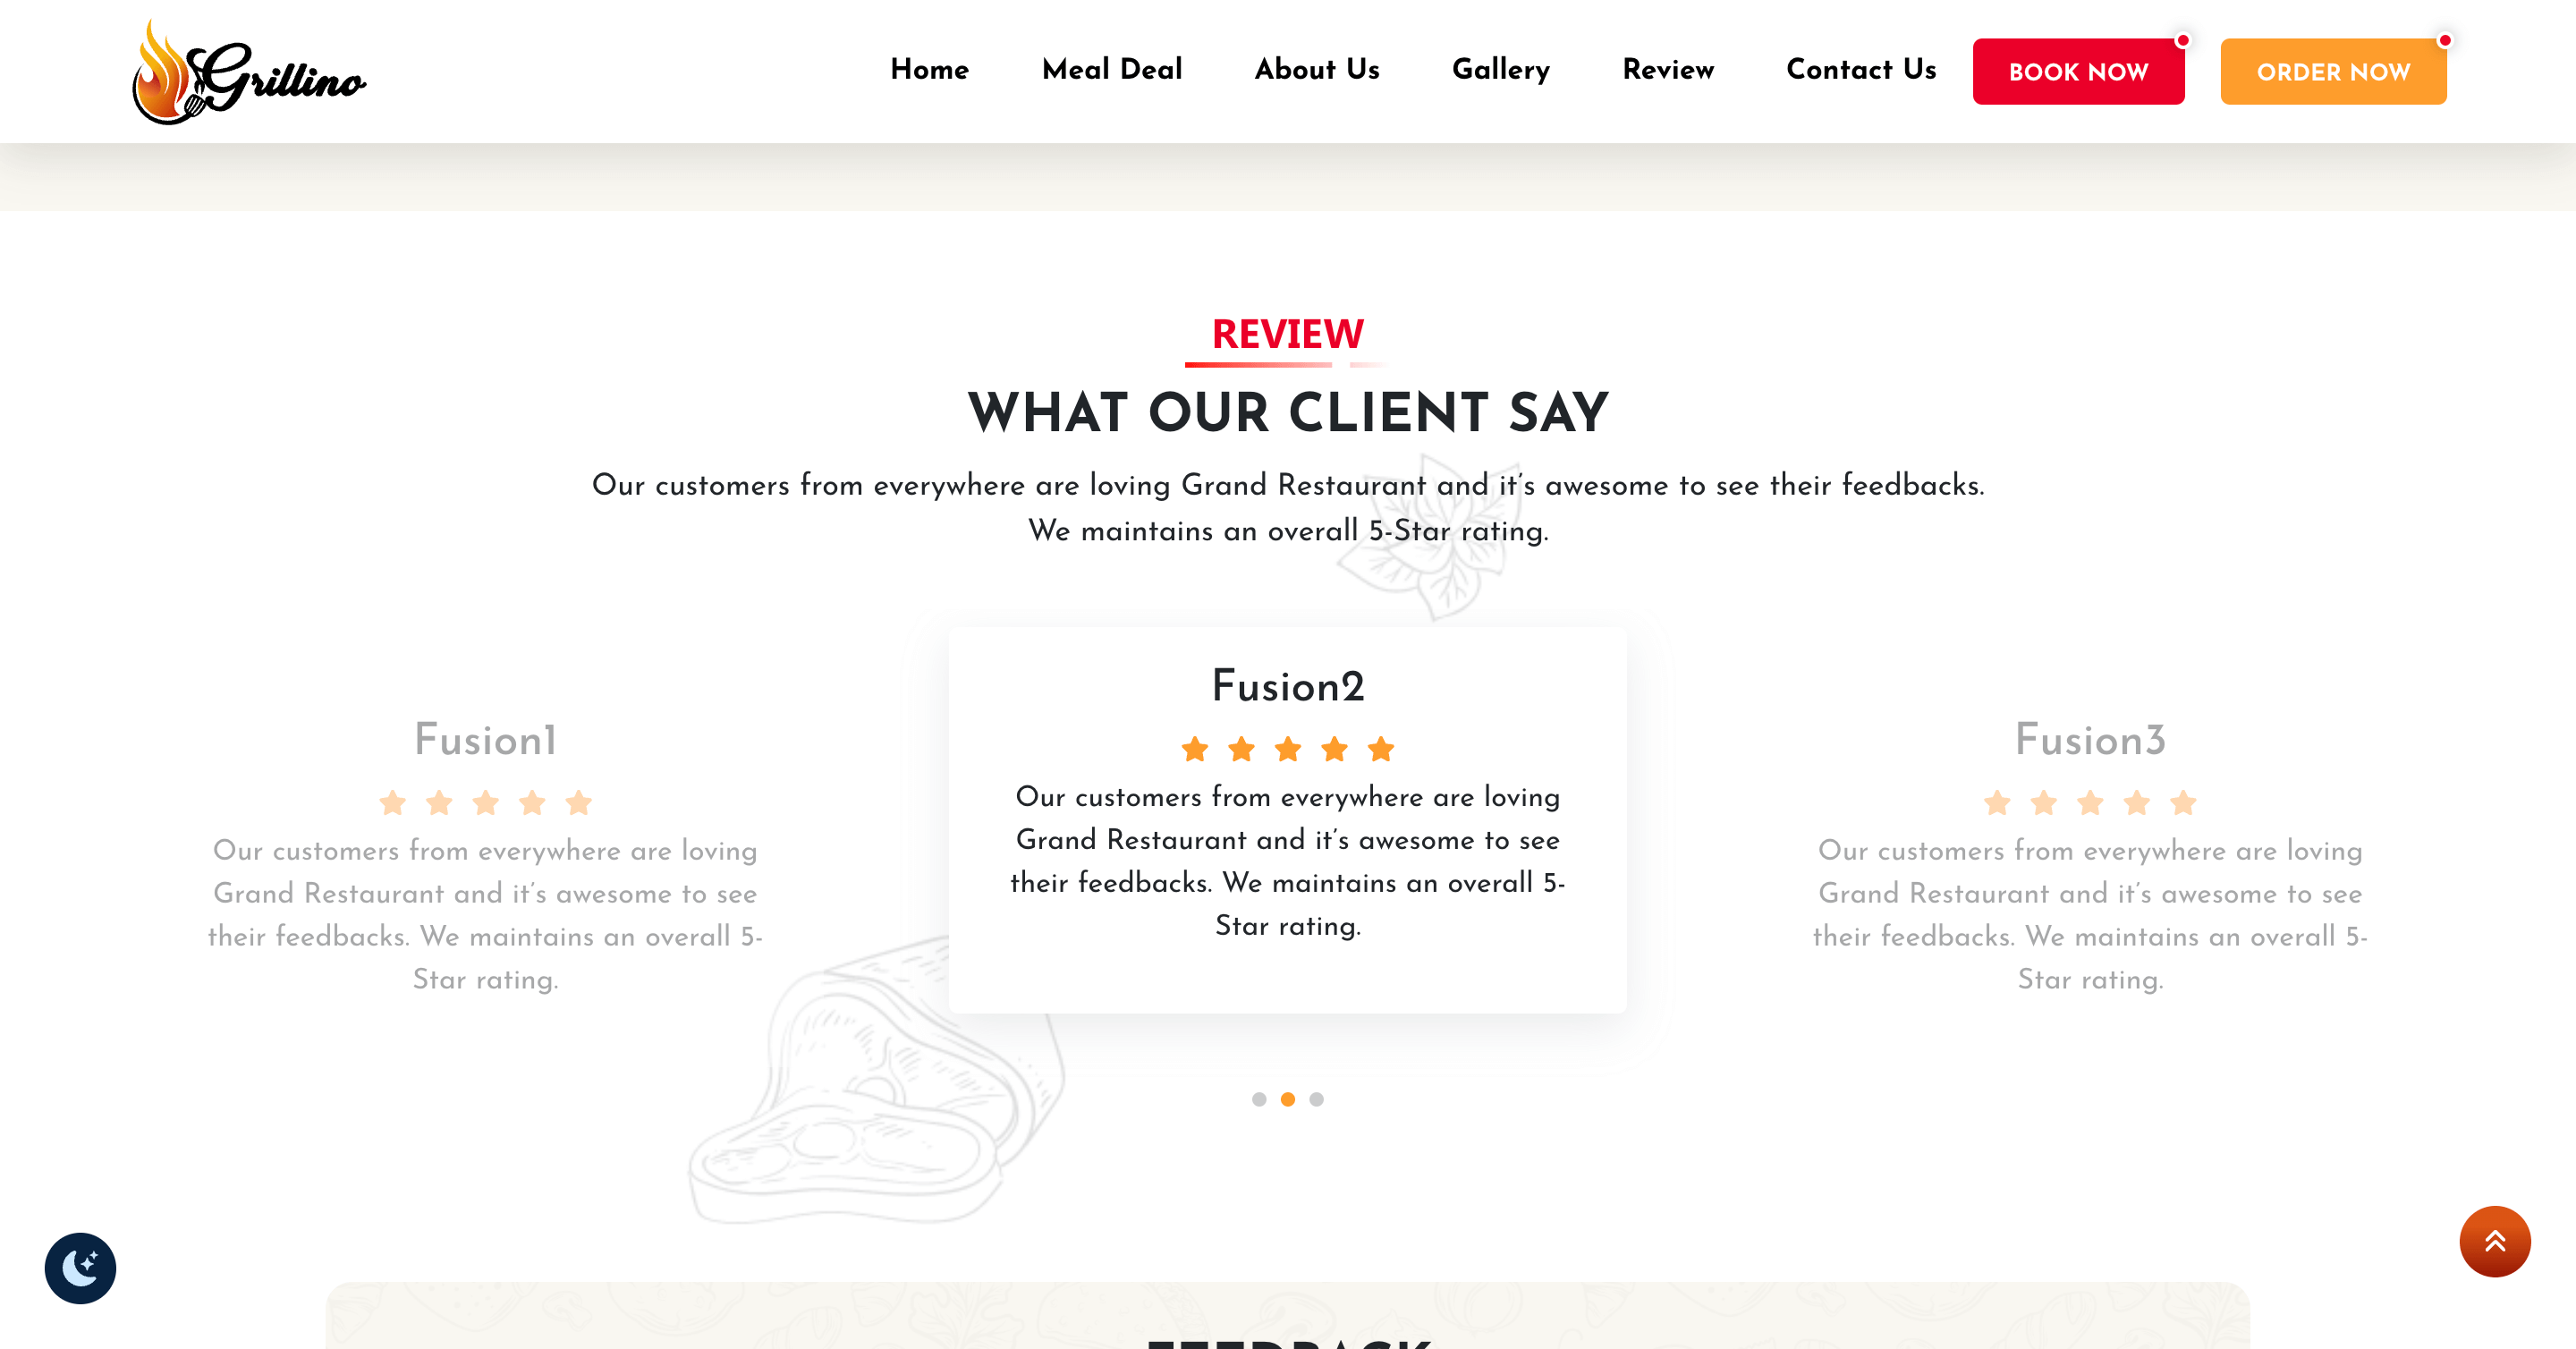 Grillino
Home
Meal Deal
About Us
Gallery
Review
Contact Us
BOOK NOW
ORDER NOW
REVIEW
WHAT OUR CLIENT SAY
Our customers from everywhere are loving Grand Restaurant and it's awesome to see their feedbacks.
We maintains an overall 5-Star rating.
Fusion1
Our customers from everywhere are loving
Grand Restaurant and it's awesome to see
their feedbacks. We maintains an overall 5-
Star rating.
Fusion2
Our customers from everywhere are loving
Grand Restaurant and it's awesome to see
their feedbacks. We maintains an overall 5-
Star rating.
Fusion3
Our customers from everywhere are loving
Grand Restaurant and it's awesome to see
their feedbacks. We maintains an overall 5-
Star rating.
FEEDBACK